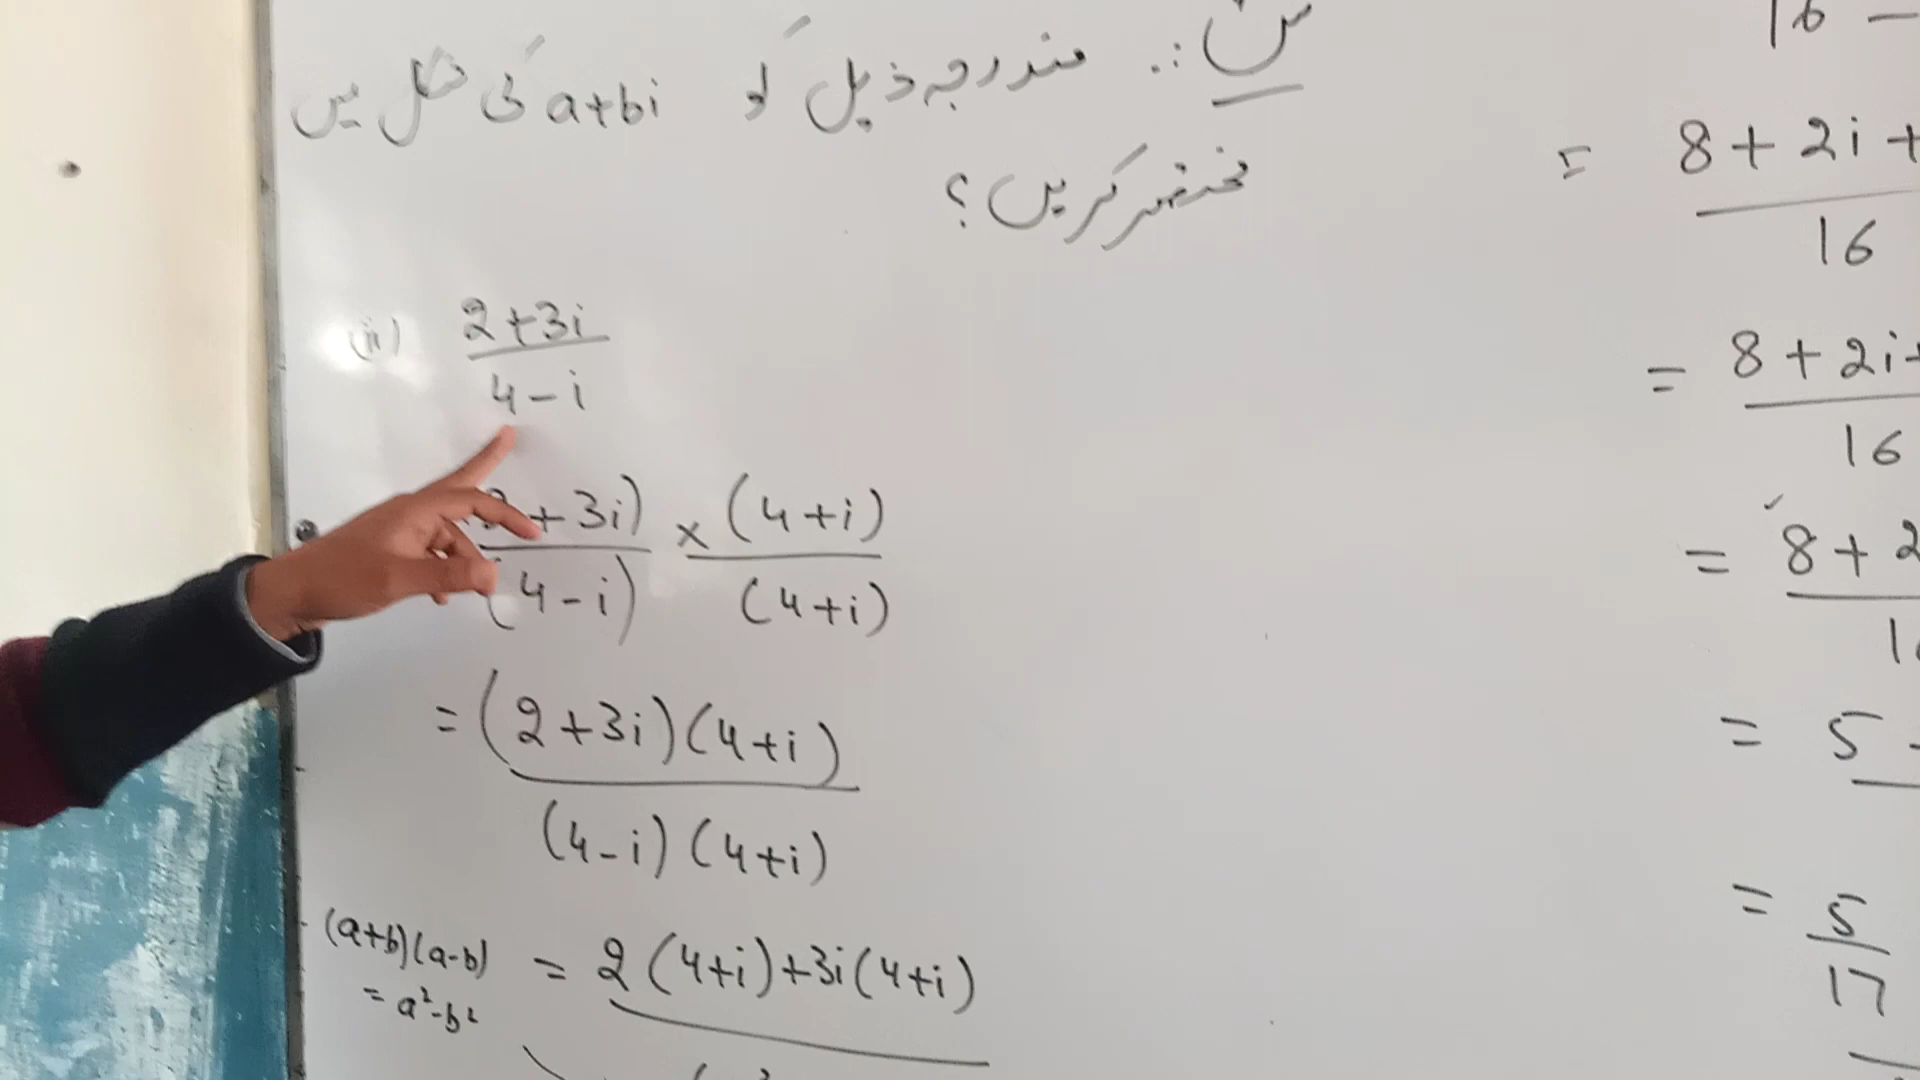 س:. مندرجہ ذیل کو a+bi کی شکل میں
مختصر کریں؟
(ii) 2+3i
4-i
+ 3i) × (4+i)
(4-i) (4+i)
= (2+3i)(4+i)
(4-i)(4+i)
(a+b)(a-b)
= a²-b²
= 2(4+i)+3i(4+i)
16 -
= 8+2i+
16
= 8+2i+
16
= 8+2
= 5
= 5
17